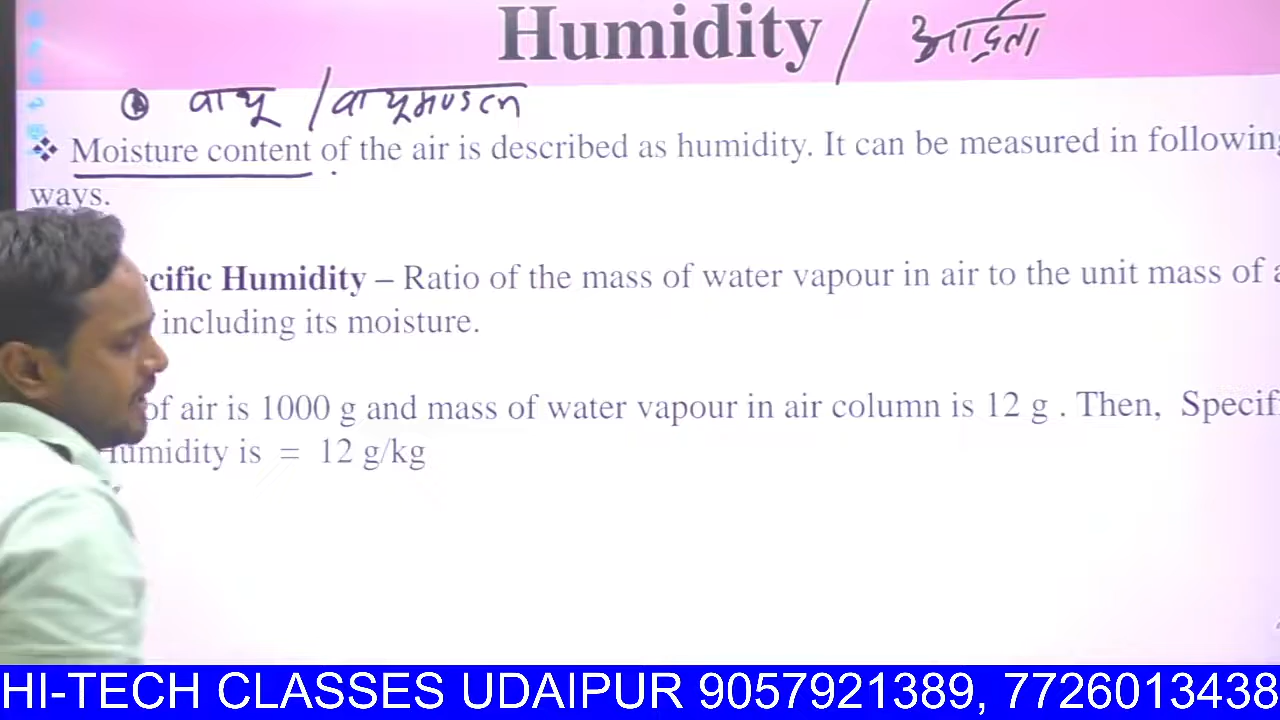 Humidity / आर्द्रता
वायू / वायूमण्डल
❖ Moisture content of the air is described as humidity. It can be measured in following
ways.
cific Humidity – Ratio of the mass of water vapour in air to the unit mass of a
including its moisture.
of air is 1000 g and mass of water vapour in air column is 12 g . Then, Specifi
Humidity is = 12 g/kg
HI-TECH CLASSES UDAIPUR 9057921389, 7726013438